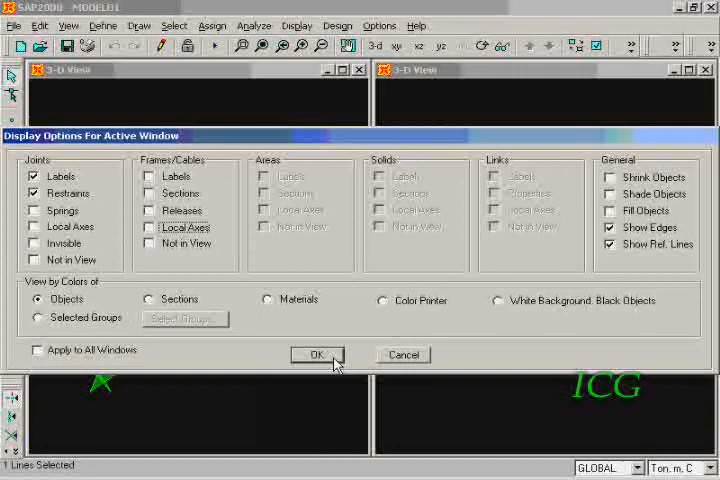 SAP2000 - MODELO1
File Edit View Define Draw Select Assign Analyze Display Design Options Help
3-d xy xz yz
3-D View
3-D View
Display Options For Active Window
Joints Frames/Cables Areas Solids Links General
Labels Labels Labels Labels Labels Shrink Objects
Restraints Sections Sections Sections Properties Shade Objects
Springs Releases Local Axes Local Axes Local Axes Fill Objects
Local Axes Local Axes Not in View Not in View Not in View Show Edges
Invisible Not in View Show Ref. Lines
Not in View
View by Colors of
Objects Sections Materials Color Printer White Background, Black Objects
Selected Groups Select Groups...
Apply to All Windows
OK Cancel
ICG
1 Lines Selected
GLOBAL Ton, m, C